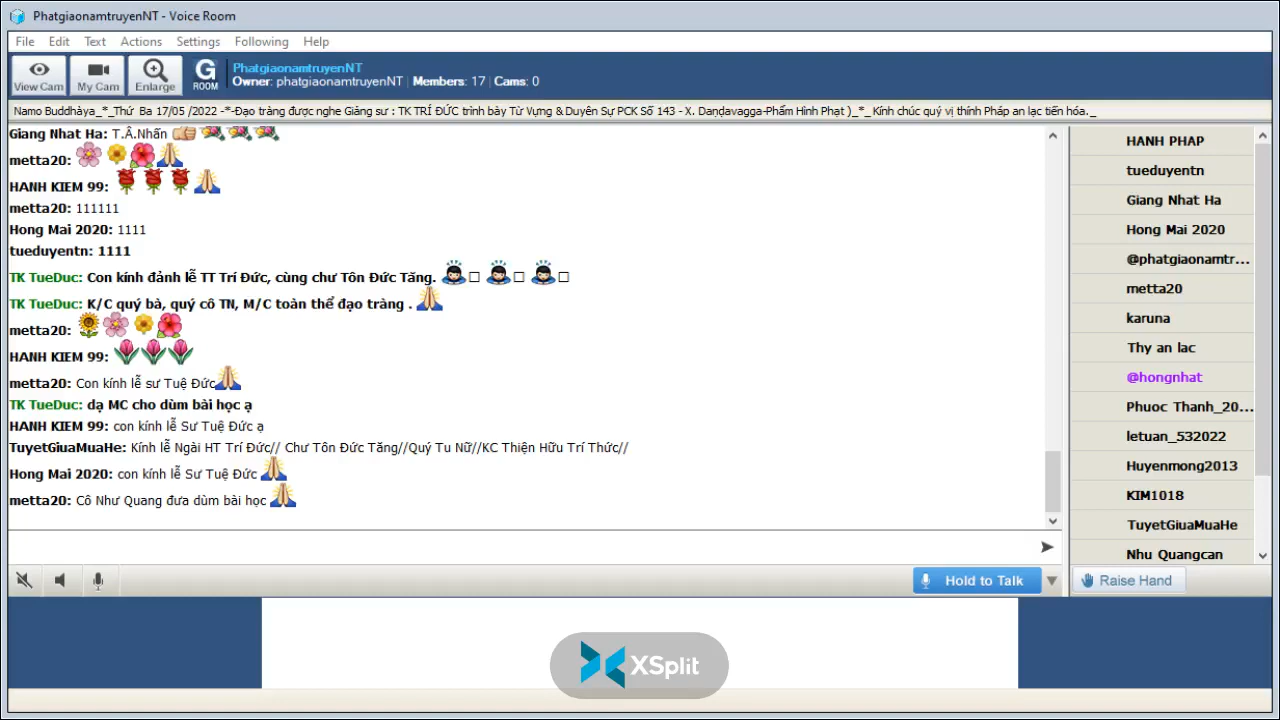 PhatgiaonamtruyenNT - Voice Room
File Edit Text Actions Settings Following Help
View Cam My Cam Enlarge G ROOM
PhatgiaonamtruyenNT
Owner: phatgiaonamtruyenNT | Members: 17 | Cams: 0
Namo Buddhàya_*_Thứ Ba 17/05 /2022 -*-Đạo tràng được nghe Giảng sư : TK TRÍ ĐỨC trình bày Từ Vựng & Duyên Sự PCK Số 143 - X. Daṇḍavagga-Phẩm Hình Phạt )_*_ Kính chúc quý vị thính Pháp an lạc tiến hóa._
Giang Nhat Ha: T.Â.Nhãn
metta20:
HANH KIEM 99:
metta20: 111111
Hong Mai 2020: 1111
tueduyentn: 1111
TK TueDuc: Con kính đảnh lễ TT Trí Đức, cùng chư Tôn Đức Tăng.
TK TueDuc: K/C quý bà, quý cô TN, M/C toàn thể đạo tràng .
metta20:
HANH KIEM 99:
metta20: Con kính lễ sư Tuệ Đức
TK TueDuc: dạ MC cho dùm bài học ạ
HANH KIEM 99: con kính lễ Sư Tuệ Đức ạ
TuyetGiuaMuaHe: Kính lễ Ngài HT Trí Đức// Chư Tôn Đức Tăng//Quý Tu Nữ//KC Thiện Hữu Trí Thức//
Hong Mai 2020: con kính lễ Sư Tuệ Đức
metta20: Cô Như Quang đưa dùm bài học
HANH PHAP
tueduyentn
Giang Nhat Ha
Hong Mai 2020
@phatgiaonamtr...
metta20
karuna
Thy an lac
@hongnhat
Phuoc Thanh_20...
letuan_532022
Huyenmong2013
KIM1018
TuyetGiuaMuaHe
Nhu Quangcan
Hold to Talk
Raise Hand
XSplit